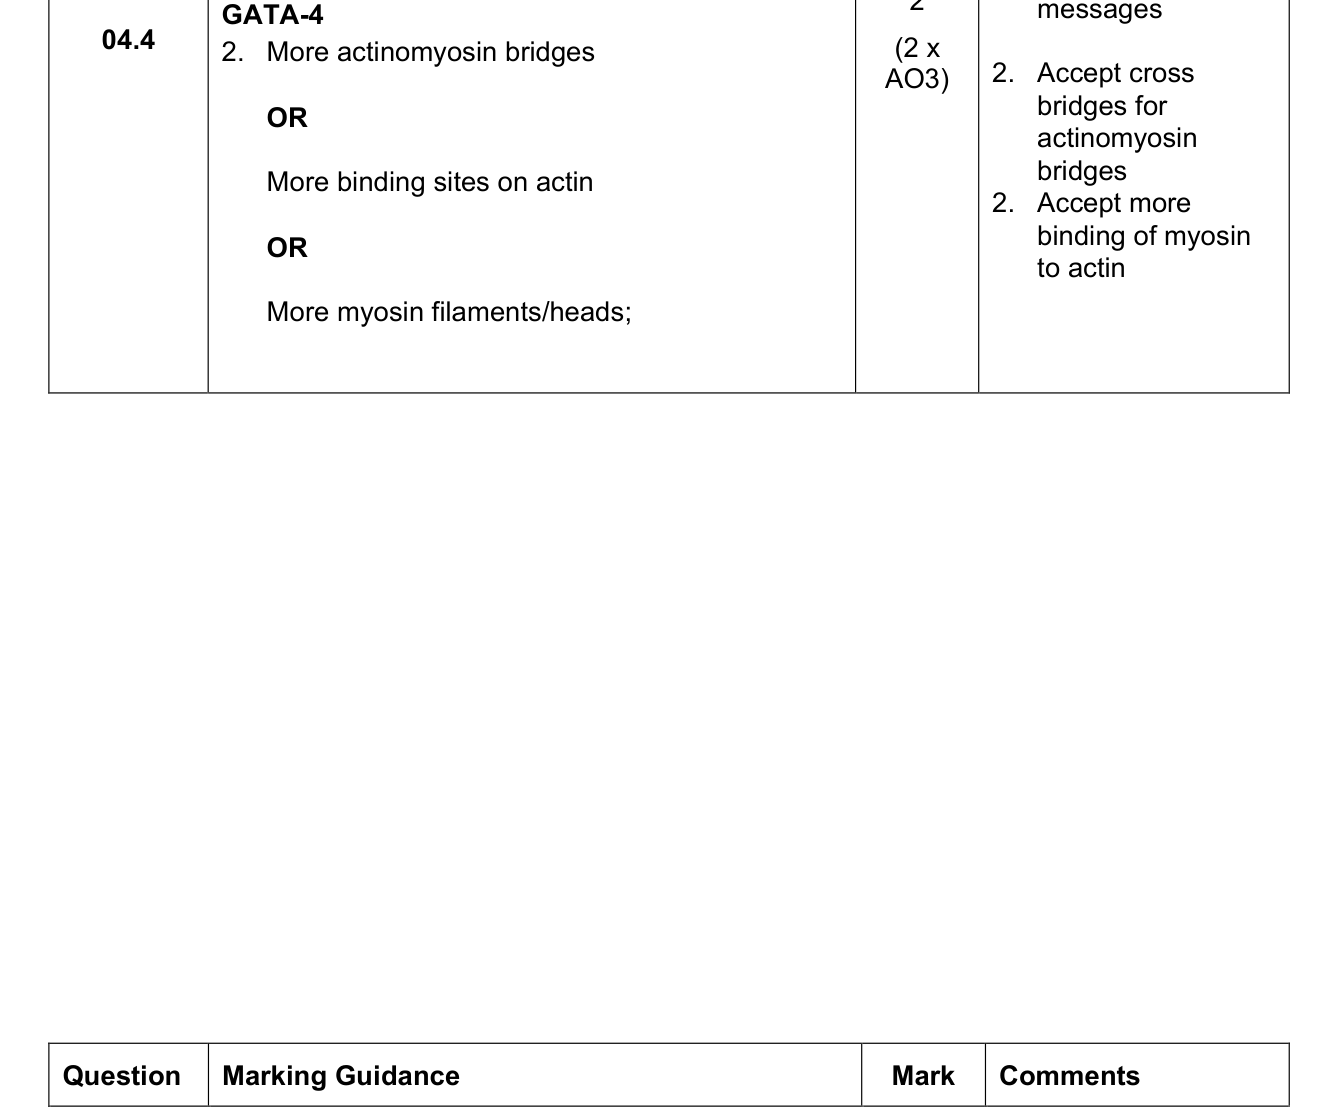 04.4
GATA-4
2. More actinomyosin bridges
OR
More binding sites on actin
OR
More myosin filaments/heads;
2
(2 x
AO3)
messages
2. Accept cross
bridges for
actinomyosin
bridges
2. Accept more
binding of myosin
to actin
Question Marking Guidance Mark Comments